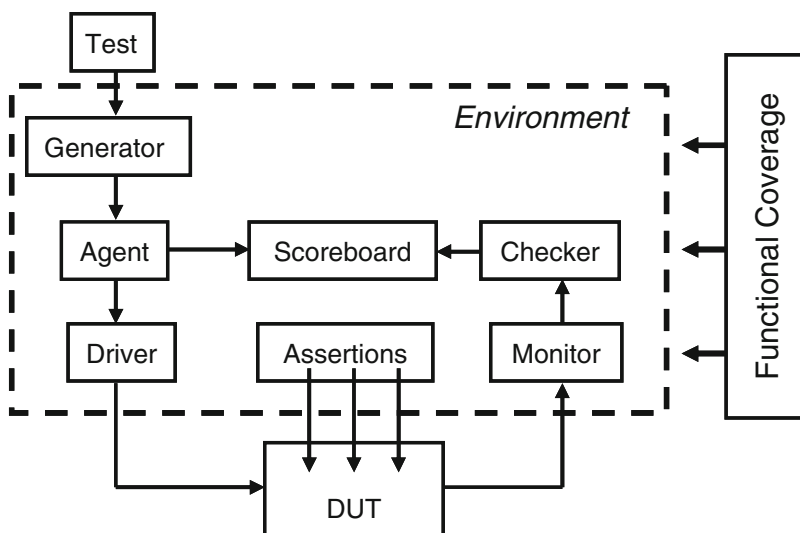 Test
Environment
Generator
Agent
Scoreboard
Checker
Driver
Assertions
Monitor
DUT
Functional Coverage